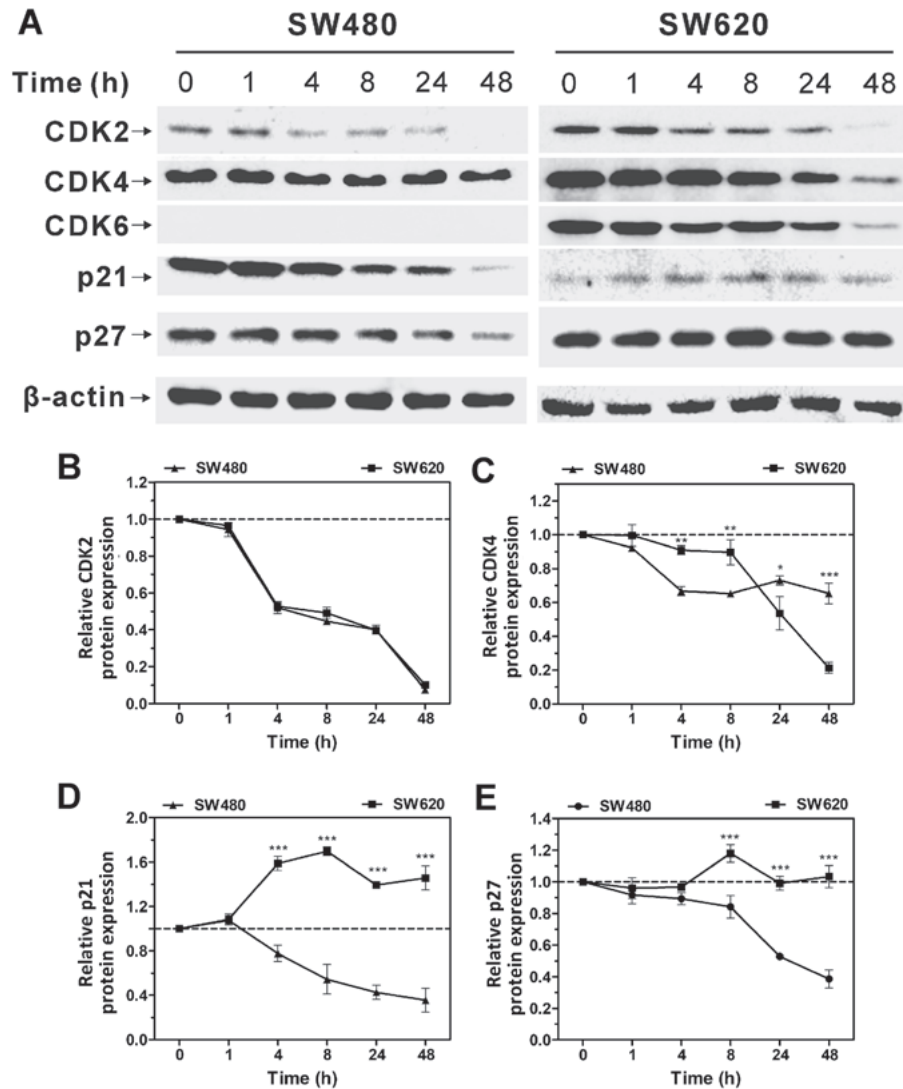 A
SW480 SW620
Time (h) 0 1 4 8 24 48 0 1 4 8 24 48
CDK2→
CDK4→
CDK6→
p21→
p27→
β-actin→
B
SW480 SW620
Relative CDK2
protein expression
1.2
1.0
0.8
0.6
0.4
0.2
0.0
0 1 4 8 24 48
Time (h)
C
SW480 SW620
Relative CDK4
protein expression
1.2
1.0
0.8
0.6
0.4
0.2
0.0
** ** * ***
0 1 4 8 24 48
Time (h)
D
SW480 SW620
Relative p21
protein expression
2.0
1.6
1.2
0.8
0.4
0.0
*** *** *** ***
0 1 4 8 24 48
Time (h)
E
SW480 SW620
Relative p27
protein expression
1.4
1.2
1.0
0.8
0.6
0.4
0.2
0.0
*** *** ***
0 1 4 8 24 48
Time (h)